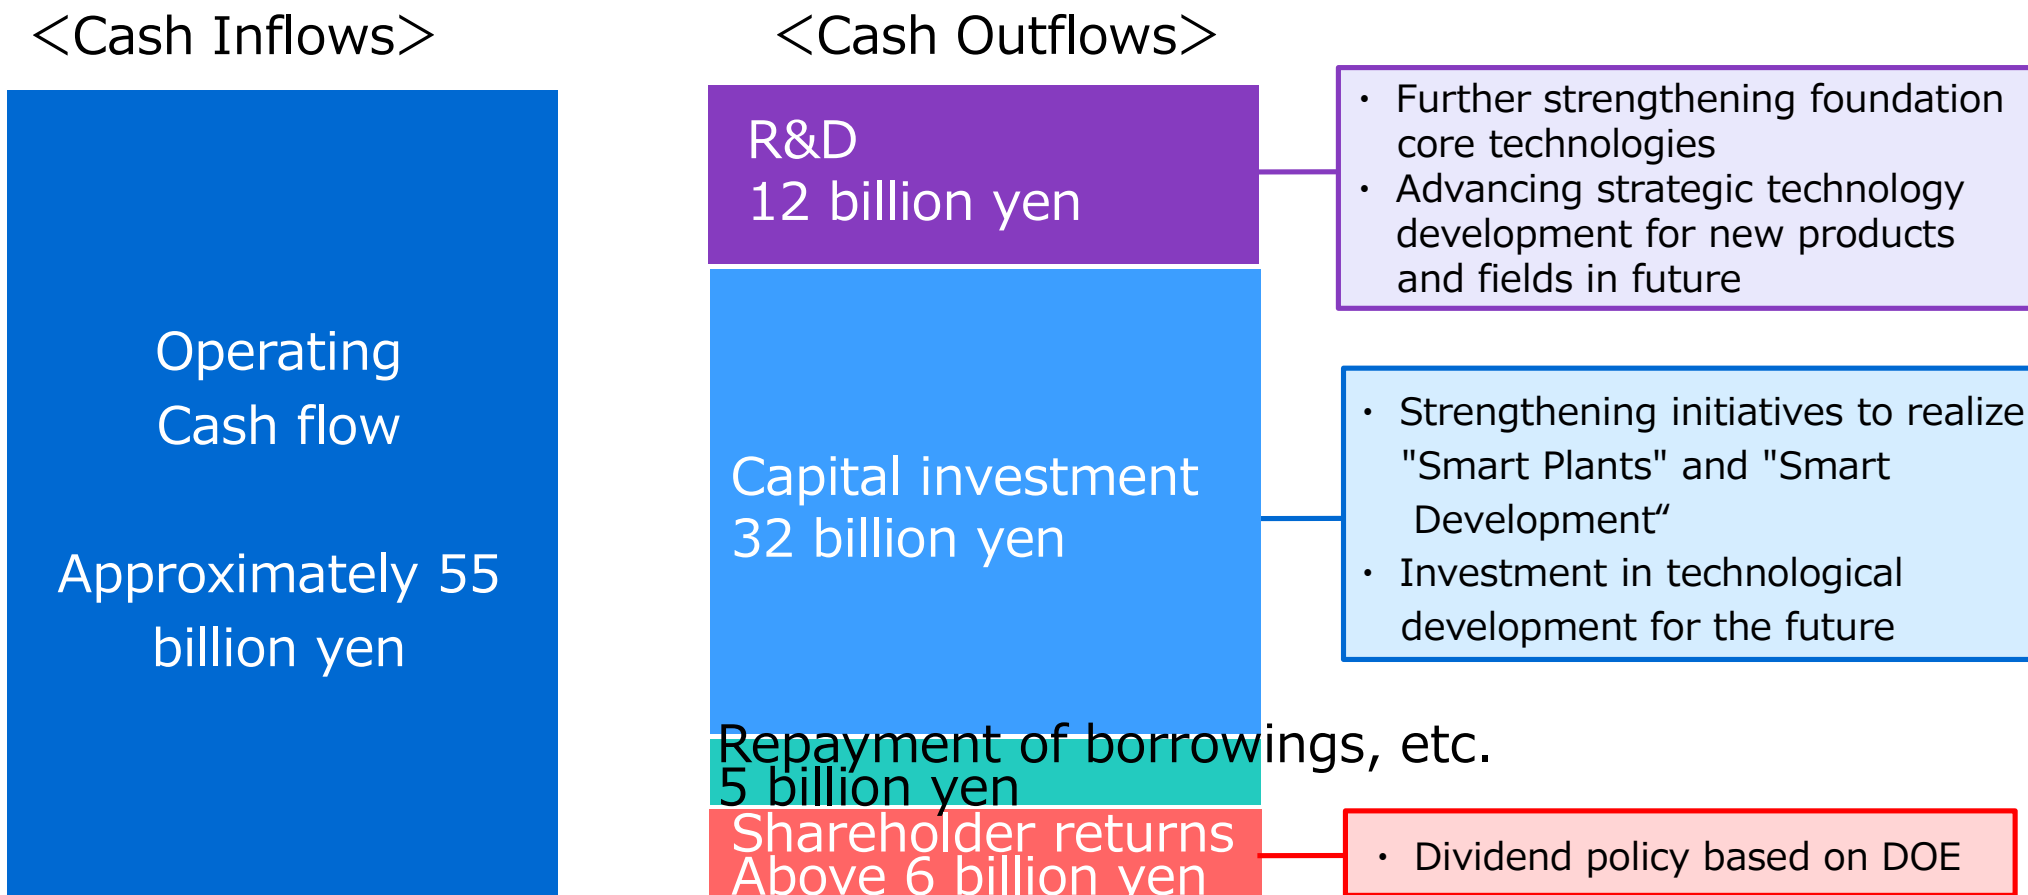 ＜Cash Inflows＞
Operating
Cash flow
Approximately 55
billion yen
＜Cash Outflows＞
R&D
12 billion yen
・ Further strengthening foundation
core technologies
・ Advancing strategic technology
development for new products
and fields in future
Capital investment
32 billion yen
・ Strengthening initiatives to realize
"Smart Plants" and "Smart
Development“
・ Investment in technological
development for the future
Repayment of borrowings, etc.
5 billion yen
Shareholder returns
Above 6 billion yen
・ Dividend policy based on DOE